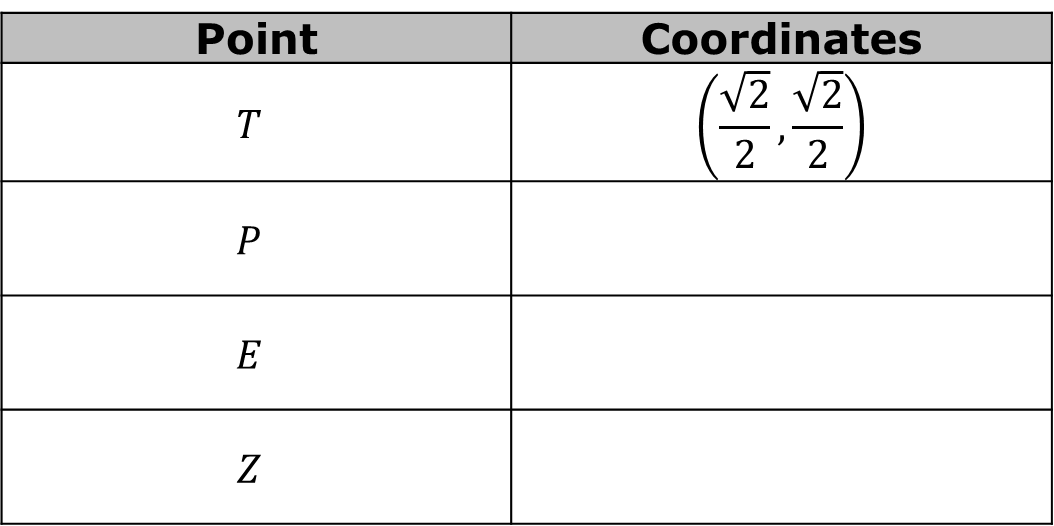 Point Coordinates
T (√2/2, √2/2)
P
E
Z